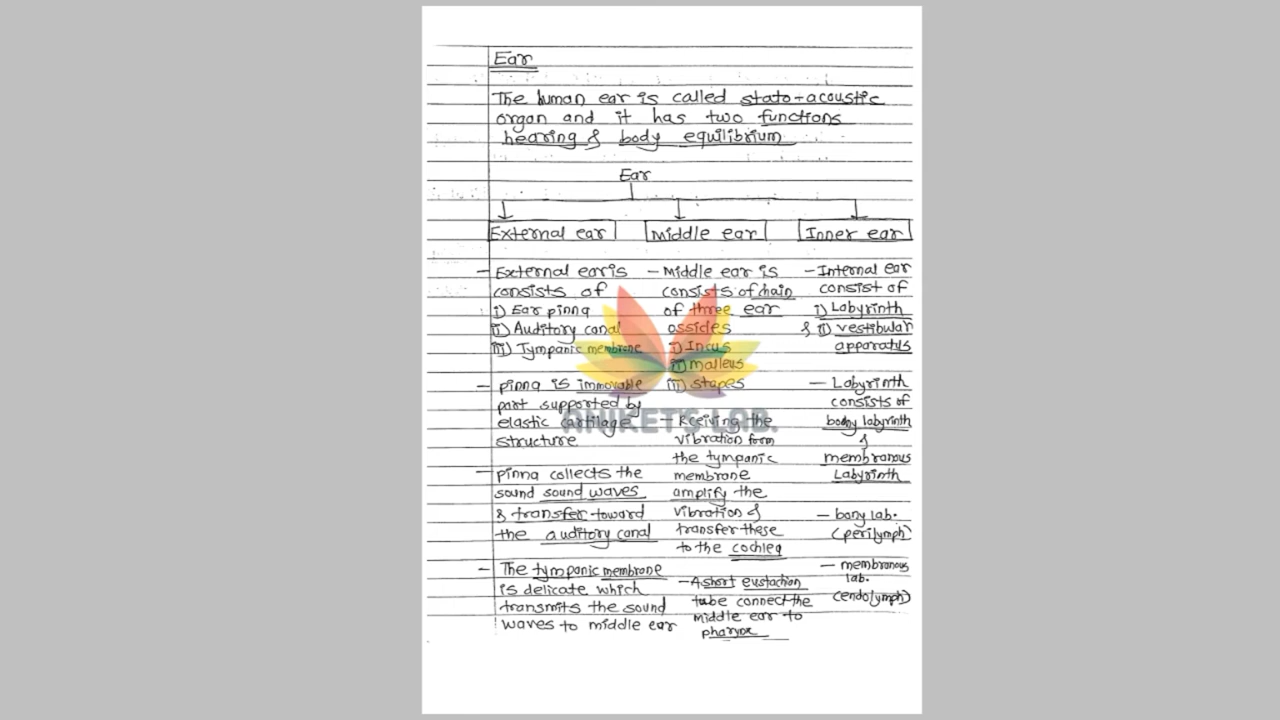 Ear
The human ear is called stato-acoustic
organ and it has two functions
hearing & body equilibrium
Ear
External ear
Middle ear
Inner ear
- External ear is
consists of
i) Ear pinna
ii) Auditory canal
iii) Tympanic membrane
- pinna is immovable
part supported by
elastic cartilage
structure
- pinna collects the
sound sound waves
& transfer toward
the auditory canal
- The tympanic membrane
is delicate which
transmits the sound
waves to middle ear
- Middle ear is
consists of chain
of three ear
ossides
i) Incus
ii) malleus
iii) stapes
- Rceiving the
vibration form
the tympanic
membrane
amplify the
vibration &
transfer these
to the cochlea
- A short eustachian
tube connect the
middle ear to
pharynx
- Internal ear
consist of
i) Labyrinth
& ii) vestibular
apparatus
- Labyrinth
consists of
bony labyrinth
&
membranous
Labyrinth
- bony lab.
(perilymph)
- membranous
lab.
(endolymph)
ANIKET'S LAB.